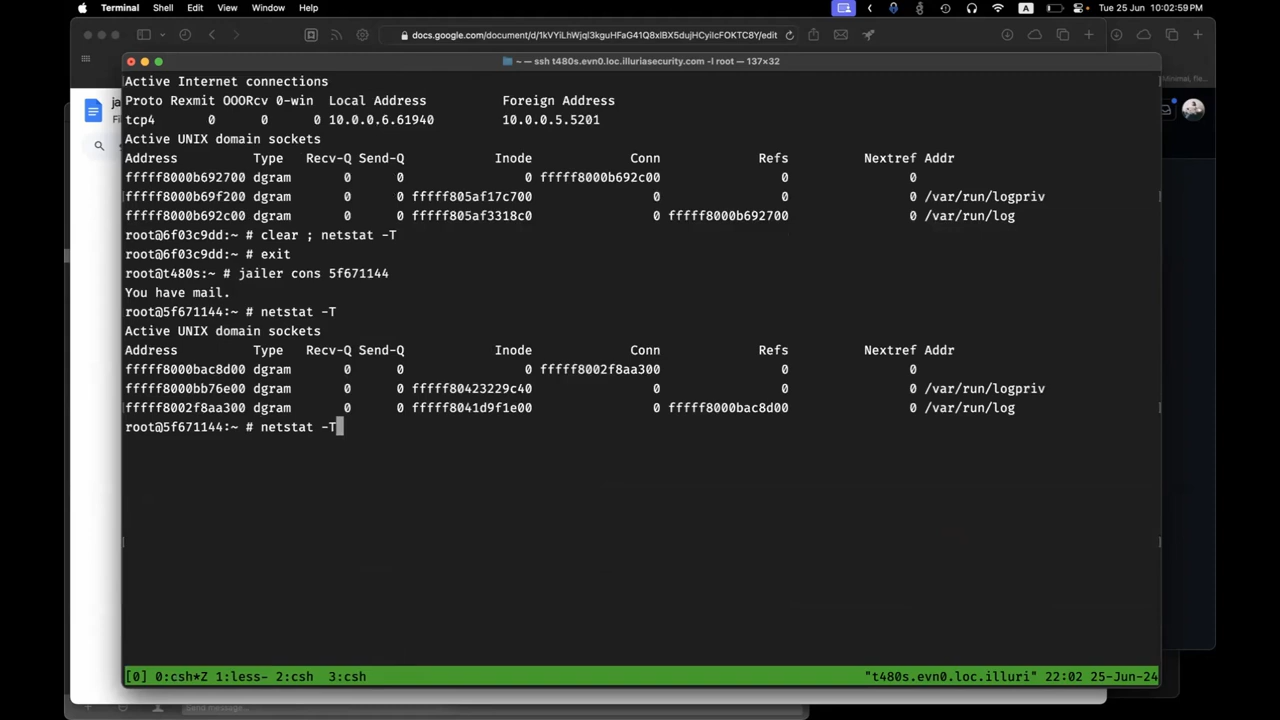 Terminal Shell Edit View Window Help A Tue 25 Jun 10:02:59PM
docs.google.com/document/d/1kVYiLhWjql3kguHFaG41Q8xlBX5dujHCyiIcFOKTC8Y/edit
~ — ssh t480s.evn0.loc.illuriasecurity.com -l root — 137×32
Active Internet connections
Proto Rexmit OOORcv 0-win Local Address Foreign Address
tcp4 0 0 0 10.0.0.6.61940 10.0.0.5.5201
Active UNIX domain sockets
Address Type Recv-Q Send-Q Inode Conn Refs Nextref Addr
fffff8000b692700 dgram 0 0 0 fffff8000b692c00 0 0
fffff8000b69f200 dgram 0 0 fffff805af17c700 0 0 0 /var/run/logpriv
fffff8000b692c00 dgram 0 0 fffff805af3318c0 0 fffff8000b692700 0 /var/run/log
root@6f03c9dd:~ # clear ; netstat -T
root@6f03c9dd:~ # exit
root@t480s:~ # jailer cons 5f671144
You have mail.
root@5f671144:~ # netstat -T
Active UNIX domain sockets
Address Type Recv-Q Send-Q Inode Conn Refs Nextref Addr
fffff8000bac8d00 dgram 0 0 0 fffff8002f8aa300 0 0
fffff8000bb76e00 dgram 0 0 fffff80423229c40 0 0 0 /var/run/logpriv
fffff8002f8aa300 dgram 0 0 fffff8041d9f1e00 0 fffff8000bac8d00 0 /var/run/log
root@5f671144:~ # netstat -T
[0] 0:csh*Z 1:less- 2:csh 3:csh "t480s.evn0.loc.illuri" 22:02 25-Jun-24
Send message...